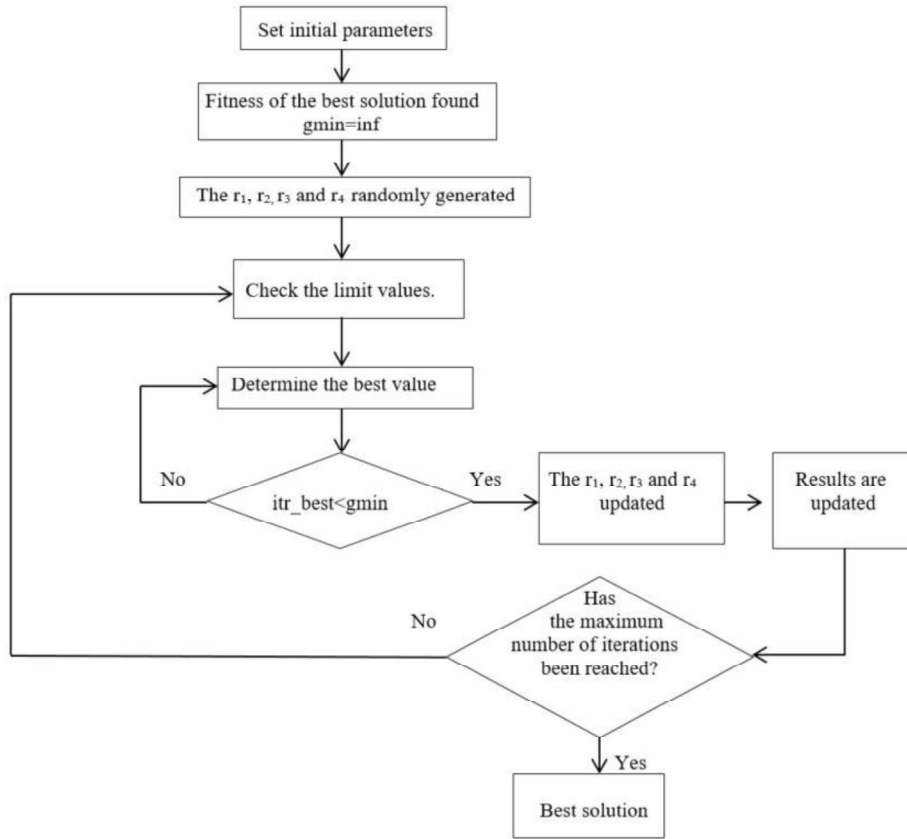 Set initial parameters
Fitness of the best solution found
gmin=inf
The r₁, r₂, r₃ and r₄ randomly generated
Check the limit values.
Determine the best value
No
itr_best<gmin
Yes
The r₁, r₂, r₃ and r₄
updated
Results are
updated
Has
the maximum
number of iterations
been reached?
No
Yes
Best solution